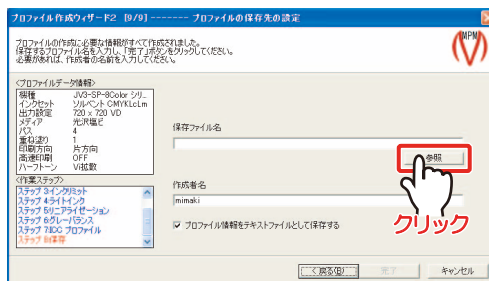 プロファイル作成ウィザード2 [9/9] ------- プロファイルの保存先の設定
プロファイルの作成に必要な情報がすべて作成されました。
保存するプロファイル名を入力し、「完了」ボタンをクリックしてください。
必要があれば、作成者の名前を入力してください。
MPM
<プロファイルデータ情報>
機種 JV3-SP-8Color シリ...
インクセット ソルベント CMYKLcLm
出力設定 720 x 720 VD
メディア 光沢塩ビ
パス 4
重ね塗り 1
印刷方向 片方向
高速印刷 OFF
ハーフトーン Vi拡散
<作業ステップ>
ステップ 3:インクリミット
ステップ 4:ライトインク
ステップ 5:リニアライゼーション
ステップ 6:グレーバランス
ステップ 7:ICC プロファイル
ステップ 8:保存
保存ファイル名
参照
作成者名
mimaki
クリック
プロファイル情報をテキストファイルとして保存する
< 戻る(B)
完了
キャンセル